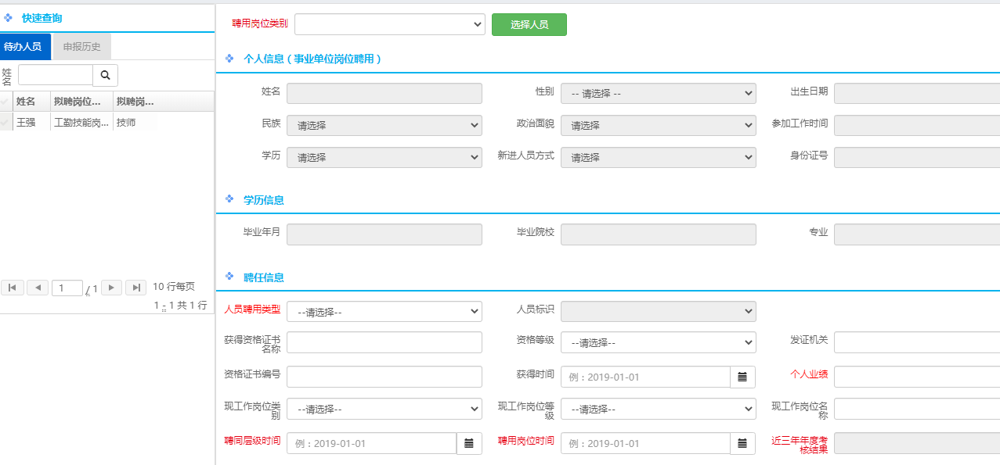 快速查询
待办人员 申报历史
姓名
姓名 拟聘岗位... 拟聘岗...
王强 工勤技能岗... 技师
1 / 1 10 行每页
1 - 1 共 1 行
聘用岗位类别 选择人员
个人信息（事业单位岗位聘用）
姓名 性别 -- 请选择 -- 出生日期
民族 请选择 政治面貌 请选择 参加工作时间
学历 请选择 新进人员方式 请选择 身份证号
学历信息
毕业年月 毕业院校 专业
聘任信息
人员聘用类型 --请选择-- 人员标识
获得资格证书名称 资格等级 --请选择-- 发证机关
资格证书编号 获得时间 例：2019-01-01 个人业绩
现工作岗位类别 --请选择-- 现工作岗位等级 --请选择-- 现工作岗位名称
聘同层级时间 例：2019-01-01 聘用岗位时间 例：2019-01-01 近三年年度考核结果